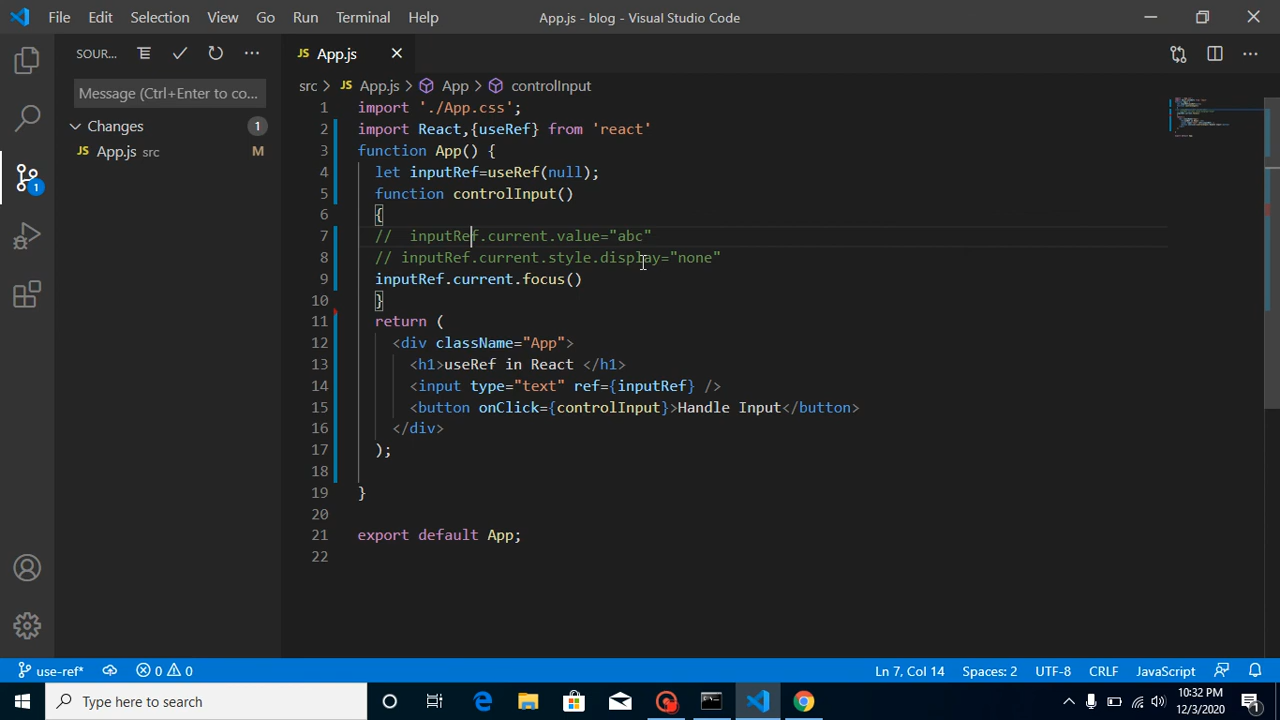 File Edit Selection View Go Run Terminal Help
App.js - blog - Visual Studio Code
SOUR...
JS App.js
Message (Ctrl+Enter to co...
src > JS App.js > App > controlInput
Changes 1
JS App.js src M
1
1 import './App.css';
2 import React,{useRef} from 'react'
3 function App() {
4 let inputRef=useRef(null);
5 function controlInput()
6 {
7 //  inputRef.current.value="abc"
8 // inputRef.current.style.display="none"
9 inputRef.current.focus()
10 }
11 return (
12 <div className="App">
13 <h1>useRef in React </h1>
14 <input type="text" ref={inputRef} />
15 <button onClick={controlInput}>Handle Input</button>
16 </div>
17 );
18
19 }
20
21 export default App;
22
use-ref* 0 0
Ln 7, Col 14 Spaces: 2 UTF-8 CRLF JavaScript
Type here to search
10:32 PM
12/3/2020
1